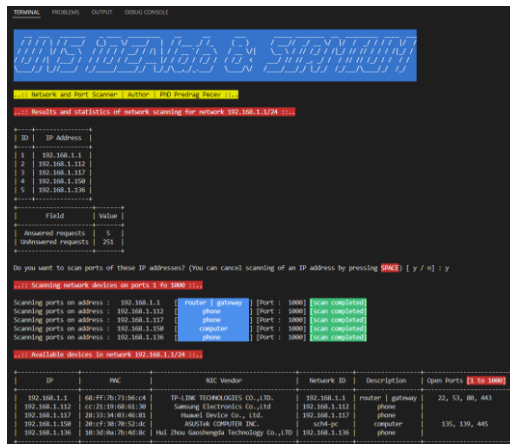 TERMINAL PROBLEMS OUTPUT DEBUG CONSOLE
..:: Network and Port Scanner | Author | PhD Predrag Pecev ::..
..:: Results and statistics of network scanning for network 192.168.1.1/24 ::..
| ID | IP Address |
| 1 | 192.168.1.1 |
| 2 | 192.168.1.112 |
| 3 | 192.168.1.117 |
| 4 | 192.168.1.150 |
| 5 | 192.168.1.136 |
| Field | Value |
| Answered requests | 5 |
| UnAnswered requests | 251 |
Do you want to scan ports of these IP addresses? (You can cancel scanning of an IP address by pressing SPACE) [ y / n] : y
..:: Scanning network devices on ports 1 fo 1000 ::..
Scanning ports on address : 192.168.1.1 [ router | gateway ] [Port : 1000] [scan completed]
Scanning ports on address : 192.168.1.112 [ phone ] [Port : 1000] [scan completed]
Scanning ports on address : 192.168.1.117 [ phone ] [Port : 1000] [scan completed]
Scanning ports on address : 192.168.1.150 [ computer ] [Port : 1000] [scan completed]
Scanning ports on address : 192.168.1.136 [ phone ] [Port : 1000] [scan completed]
..:: Available devices in network 192.168.1.1/24 ::..
| IP | MAC | NIC Vendor | Network ID | Description | Open Ports [1 to 1000]
| 192.168.1.1 | 68:ff:7b:73:b6:c4 | TP-LINK TECHNOLOGIES CO.,LTD. | 192.168.1.1 | router | gateway | 22, 53, 80, 443
| 192.168.1.112 | cc:21:19:68:61:30 | Samsung Electronics Co.,Ltd | 192.168.1.112 | phone |
| 192.168.1.117 | 28:33:34:03:46:81 | Huawei Device Co., Ltd. | 192.168.1.117 | phone |
| 192.168.1.150 | 20:cf:30:70:52:dc | ASUSTek COMPUTER INC. | sch4-pc | computer | 135, 139, 445
| 192.168.1.136 | 10:3d:0a:7b:4d:8c | Hui Zhou Gaoshengda Technology Co.,LTD | 192.168.1.136 | phone |